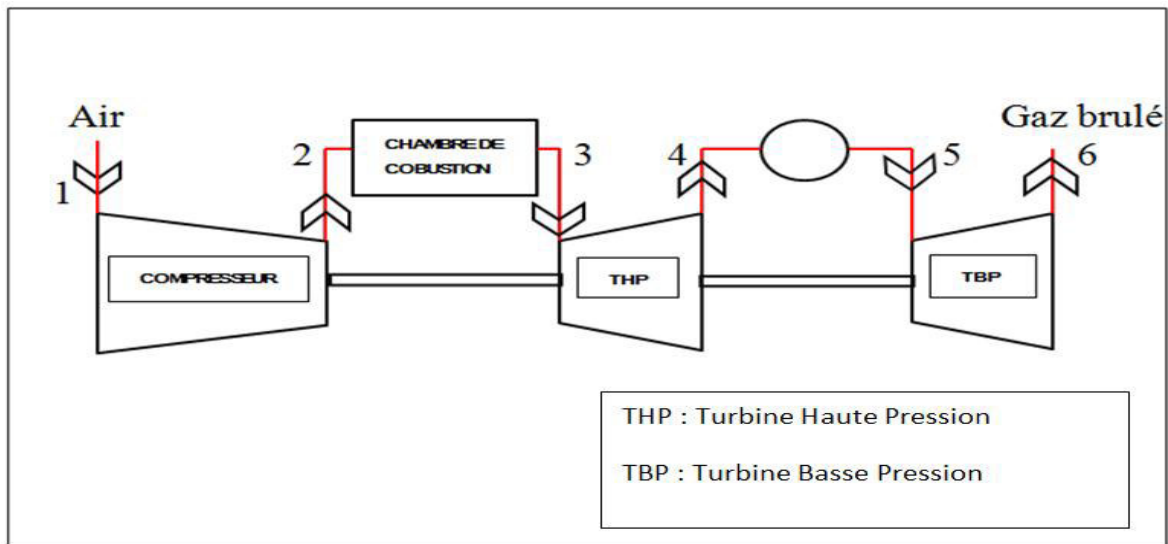 Air
1
2
CHAMBRE DE
COBUSTION
3
4
5
Gaz brulé
6
COMPRESSEUR
THP
TBP
THP : Turbine Haute Pression
TBP : Turbine Basse Pression